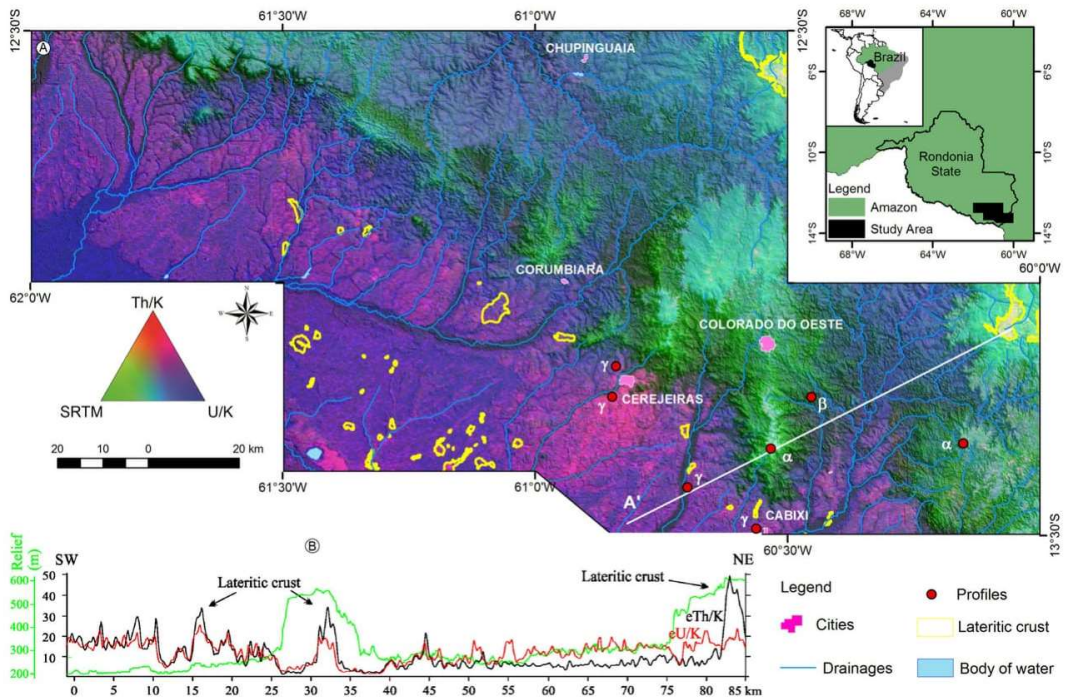 61°30'S
61°0'W
12°30'S
12°30'S
A
CHUPINGUAIA
68°W 64°W 60°W
Brazil
6°S
6°S
10°S
10°S
14°S
14°S
Rondonia
State
Legend
Amazon
Study Area
68°W 64°W 60°W
60°0'W
CORUMBIARA
62°0'W
Th/K
SRTM
U/K
N
W
E
S
20 10 0 20 km
COLORADO DO OESTE
γ
γ
CEREJEIRAS
β
α
α
γ
A'
γ
CABIXI
61°30'S
61°0'W
60°30'W
13°30'S
B
Relief
(m)
SW
NE
Lateritic crust
Lateritic crust
eTh/K
eU/K
600
500
400
300
200
50
40
30
20
10
0 5 10 15 20 25 30 35 40 45 50 55 60 65 70 75 80 85 km
Legend
Cities
Drainages
Profiles
Lateritic crust
Body of water